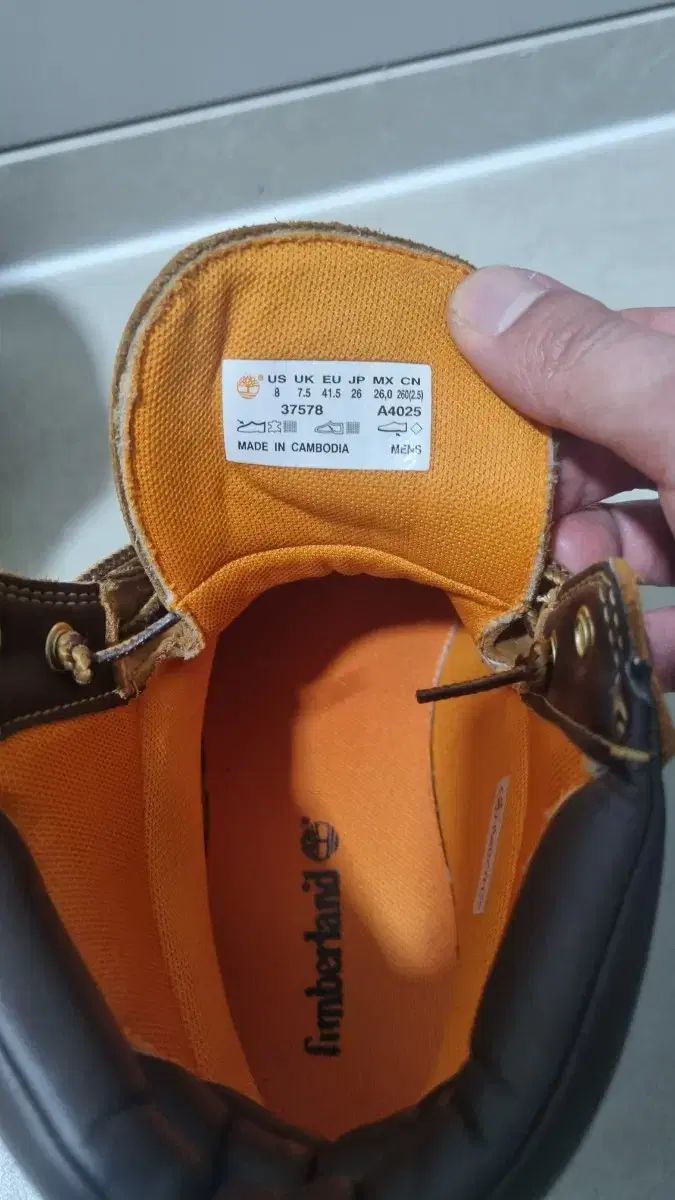 US UK EU JP MX CN
8 7.5 41.5 26 26,0 260(2.5)
37578 A4025
MADE IN CAMBODIA MENS
Timberland